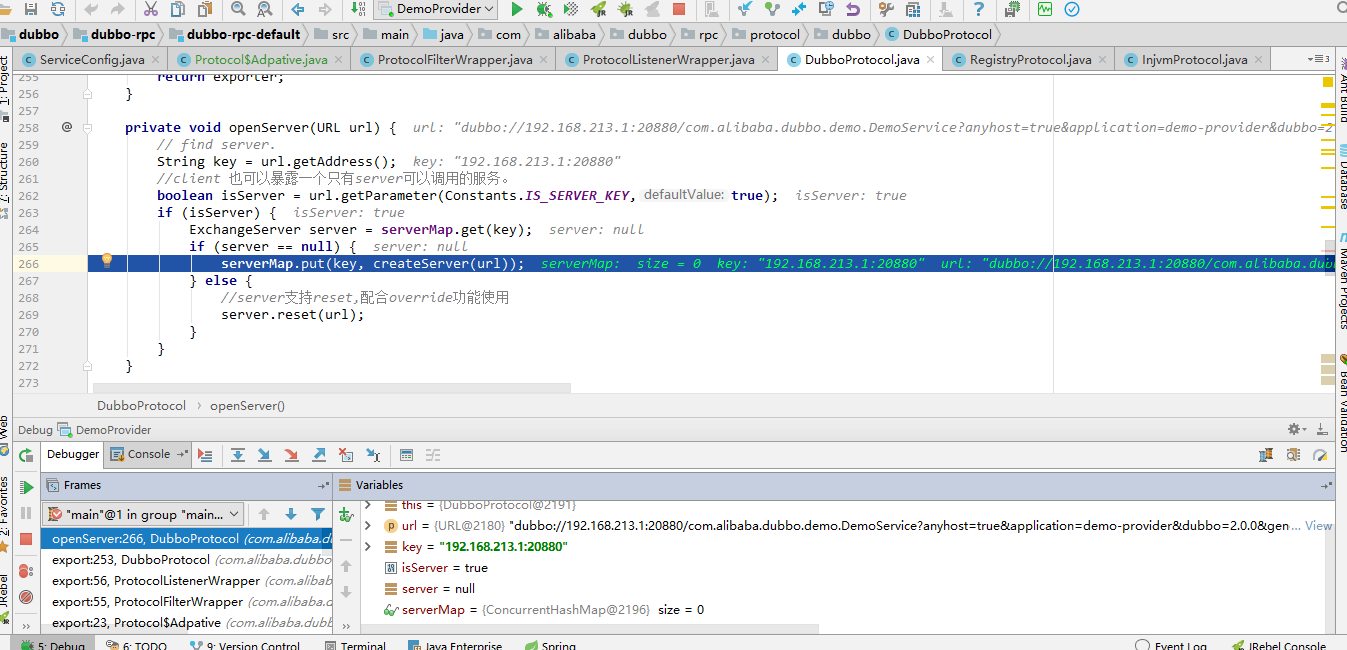 DemoProvider
dubbo dubbo-rpc dubbo-rpc-default src main java com alibaba dubbo rpc protocol dubbo DubboProtocol
ServiceConfig.java Protocol$Adpative.java ProtocolFilterWrapper.java ProtocolListenerWrapper.java DubboProtocol.java RegistryProtocol.java InjvmProtocol.java 3
255 return exporter;
256 }
257
258 @ private void openServer(URL url) { url: "dubbo://192.168.213.1:20880/com.alibaba.dubbo.demo.DemoService?anyhost=true&application=demo-provider&dubbo=2
259 // find server.
260 String key = url.getAddress(); key: "192.168.213.1:20880"
261 //client 也可以暴露一个只有server可以调用的服务。
262 boolean isServer = url.getParameter(Constants.IS_SERVER_KEY, defaultValue: true); isServer: true
263 if (isServer) { isServer: true
264 ExchangeServer server = serverMap.get(key); server: null
265 if (server == null) { server: null
266 serverMap.put(key, createServer(url)); serverMap: size = 0 key: "192.168.213.1:20880" url: "dubbo://192.168.213.1:20880/com.alibaba.dub
267 } else {
268 //server支持reset,配合override功能使用
269 server.reset(url);
270 }
271 }
272 }
273
DubboProtocol openServer()
Debug DemoProvider
Debugger Console
Frames
Variables
"main"@1 in group "main...
openServer:266, DubboProtocol (com.alibaba.du
export:253, DubboProtocol (com.alibaba.dubbo
export:56, ProtocolListenerWrapper (com.alibab
export:55, ProtocolFilterWrapper (com.alibaba.d
export:23, Protocol$Adpative (com.alibaba.dubb
this = {DubboProtocol@2191}
url = {URL@2180} "dubbo://192.168.213.1:20880/com.alibaba.dubbo.demo.DemoService?anyhost=true&application=demo-provider&dubbo=2.0.0&gen... View
key = "192.168.213.1:20880"
isServer = true
server = null
serverMap = {ConcurrentHashMap@2196} size = 0
5: Debug 6: TODO 9: Version Control Terminal Java Enterprise Spring Event Log JRebel Console
1: Project
7: Structure
Web
2: Favorites
JRebel
Ant Build
Database
Maven Projects
Bean Validation